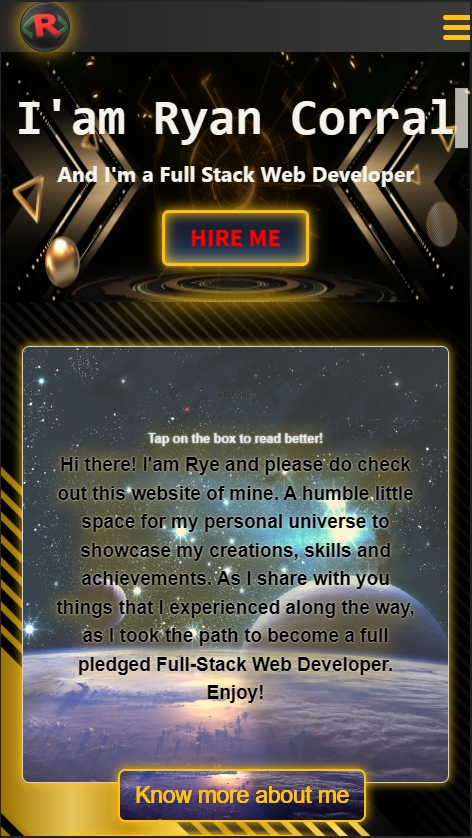 R
I'am Ryan Corral
And I'm a Full Stack Web Developer
HIRE ME
WELCOME
Tap on the box to read better!
Hi there! I'am Rye and please do check
out this website of mine. A humble little
space for my personal universe to
showcase my creations, skills and
achievements. As I share with you
things that I experienced along the way,
as I took the path to become a full
pledged Full-Stack Web Developer.
Enjoy!
Know more about me